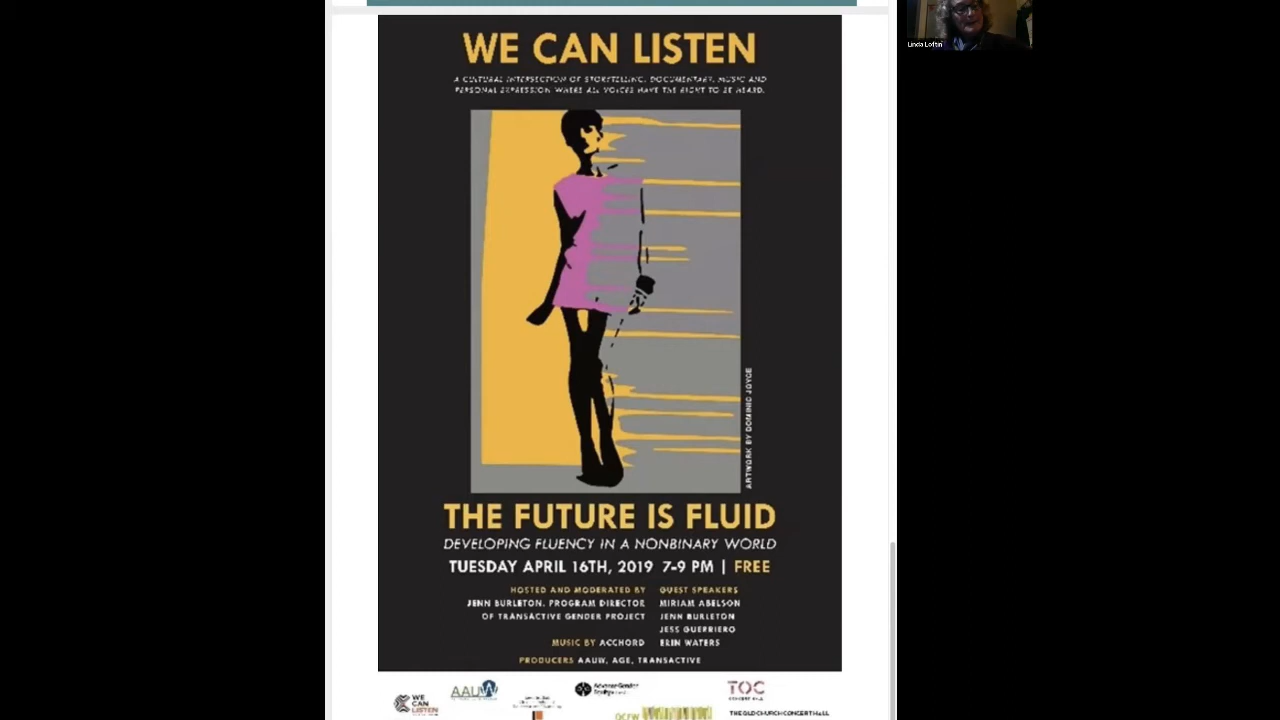 Linda Loftin
WE CAN LISTEN
A CULTURAL INTERSECTION OF STORYTELLING, DOCUMENTARY, MUSIC AND
PERSONAL EXPRESSION WHERE ALL VOICES HAVE THE RIGHT TO BE HEARD.
ARTWORK BY DOMINIC JOYCE
THE FUTURE IS FLUID
DEVELOPING FLUENCY IN A NONBINARY WORLD
TUESDAY APRIL 16TH, 2019 7-9 PM | FREE
HOSTED AND MODERATED BY
JENN BURLETON, PROGRAM DIRECTOR
OF TRANSACTIVE GENDER PROJECT
MUSIC BY ACCHORD
GUEST SPEAKERS
MIRIAM ABELSON
JENN BURLETON
JESS GUERRIERO
ERIN WATERS
PRODUCERS AAUW, AGE, TRANSACTIVE
WE
CAN
LISTEN
AAUW
Advance Gender
TOC
CONCERT HALL
THEOLDCHURCHCONCERTHALL